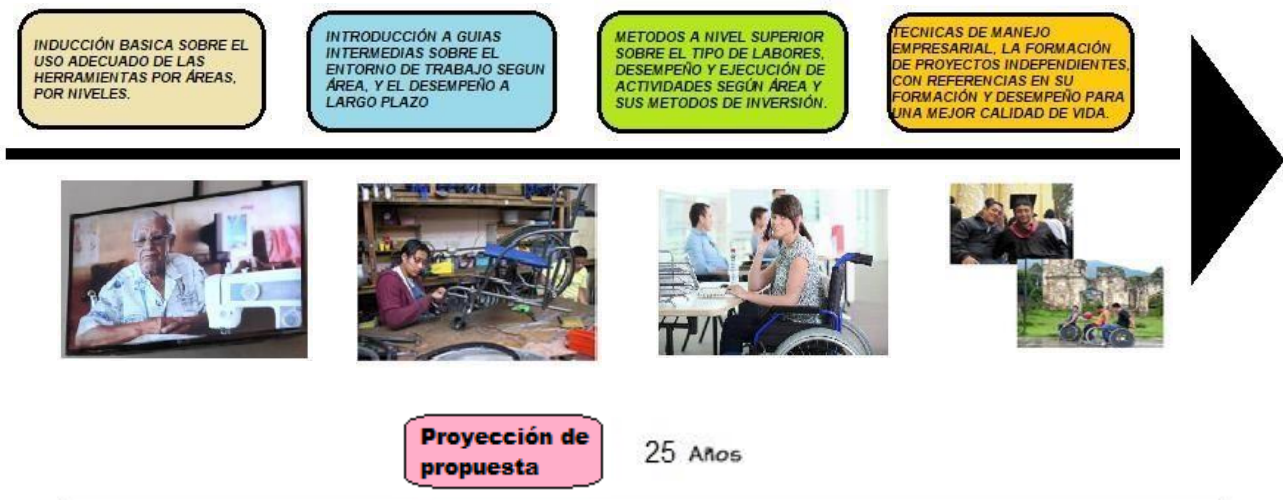 INDUCCIÓN BASICA SOBRE EL
USO ADECUADO DE LAS
HERRAMIENTAS POR ÁREAS,
POR NIVELES.
INTRODUCCIÓN A GUIAS
INTERMEDIAS SOBRE EL
ENTORNO DE TRABAJO SEGUN
ÁREA, Y EL DESEMPEÑO A
LARGO PLAZO
METODOS A NIVEL SUPERIOR
SOBRE EL TIPO DE LABORES,
DESEMPEÑO Y EJECUCIÓN DE
ACTIVIDADES SEGÚN ÁREA Y
SUS METODOS DE INVERSIÓN.
TECNICAS DE MANEJO
EMPRESARIAL, LA FORMACIÓN
DE PROYECTOS INDEPENDIENTES,
CON REFERENCIAS EN SU
FORMACIÓN Y DESEMPEÑO PARA
UNA MEJOR CALIDAD DE VIDA.
Proyección de
propuesta
25 Años